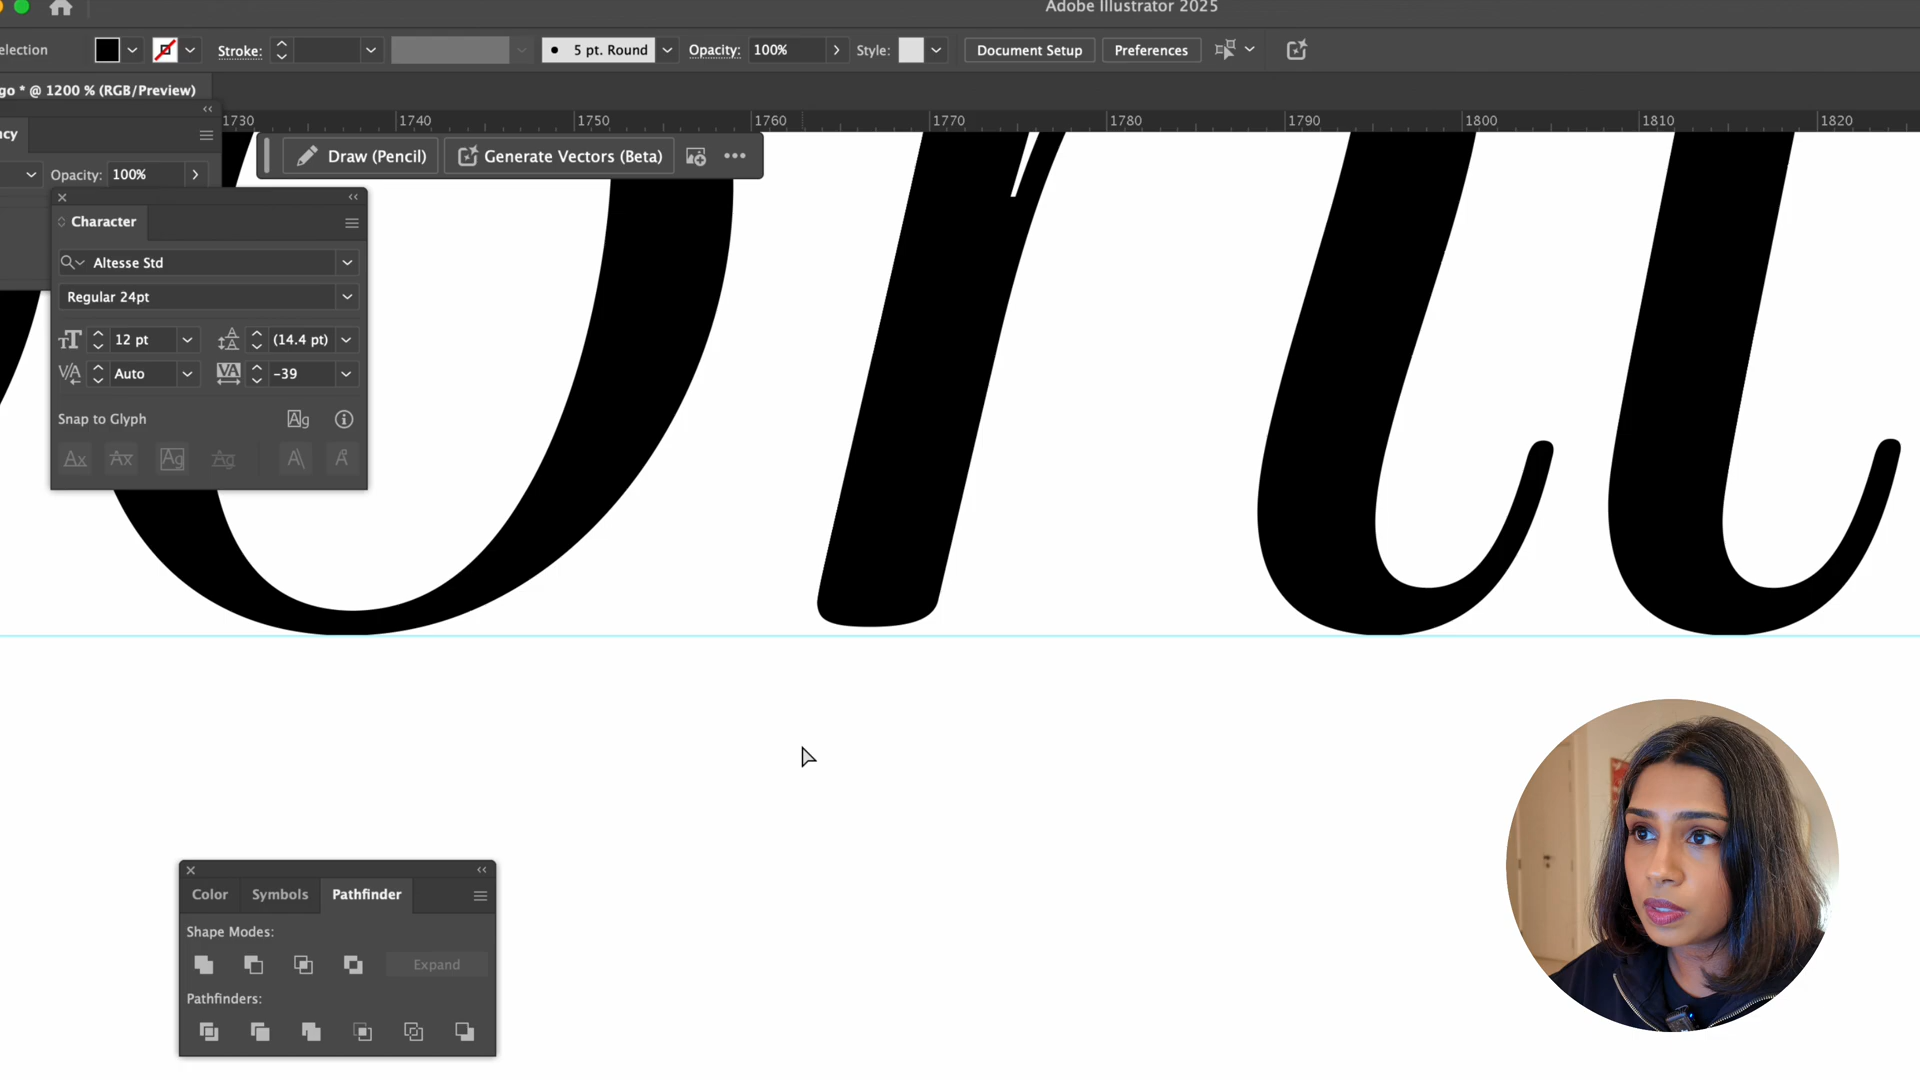 Adobe Illustrator 2025
election
Stroke:
5 pt. Round
Opacity: 100%
Style:
Document Setup
Preferences
go * @ 1200 % (RGB/Preview)
1730 1740 1750 1760 1770 1780 1790 1800 1810 1820
cy
Draw (Pencil)
Generate Vectors (Beta)
Opacity: 100%
Character
Altesse Std
Regular 24pt
12 pt
(14.4 pt)
Auto
-39
Snap to Glyph
Color
Symbols
Pathfinder
Shape Modes:
Expand
Pathfinders: